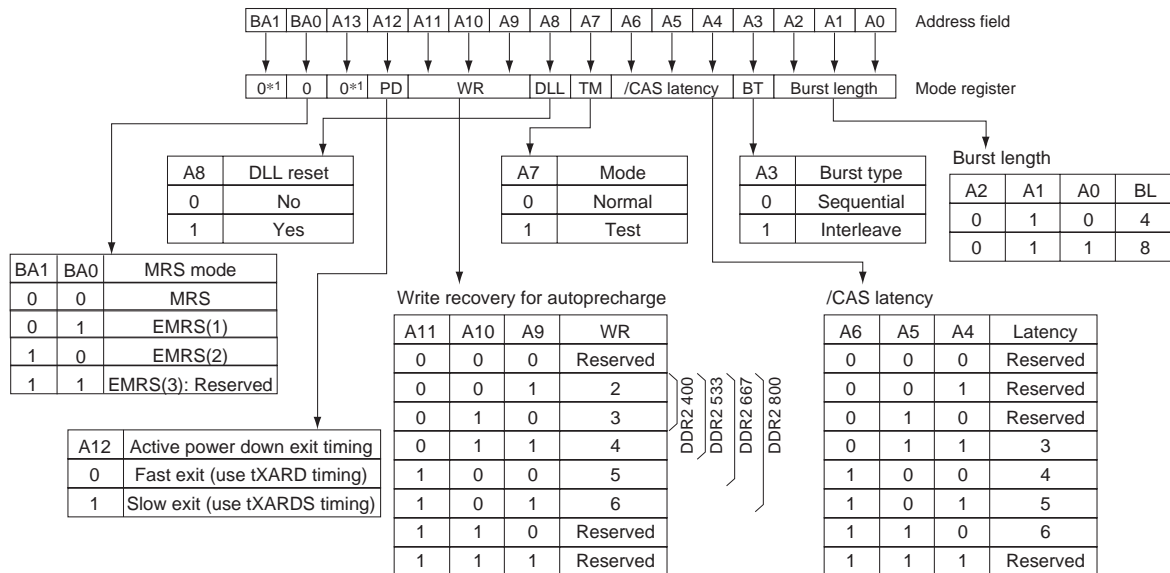 BA1 BA0 A13 A12 A11 A10 A9 A8 A7 A6 A5 A4 A3 A2 A1 A0 Address field
0*1 0 0*1 PD WR DLL TM /CAS latency BT Burst length Mode register
A8 DLL reset
0 No
1 Yes
A7 Mode
0 Normal
1 Test
A3 Burst type
0 Sequential
1 Interleave
Burst length
A2 A1 A0 BL
0 1 0 4
0 1 1 8
BA1 BA0 MRS mode
0 0 MRS
0 1 EMRS(1)
1 0 EMRS(2)
1 1 EMRS(3): Reserved
A12 Active power down exit timing
0 Fast exit (use tXARD timing)
1 Slow exit (use tXARDS timing)
Write recovery for autoprecharge
A11 A10 A9 WR
0 0 0 Reserved
0 0 1 2
0 1 0 3
0 1 1 4
1 0 0 5
1 0 1 6
1 1 0 Reserved
1 1 1 Reserved
DDR2 400
DDR2 533
DDR2 667
DDR2 800
/CAS latency
A6 A5 A4 Latency
0 0 0 Reserved
0 0 1 Reserved
0 1 0 Reserved
0 1 1 3
1 0 0 4
1 0 1 5
1 1 0 6
1 1 1 Reserved